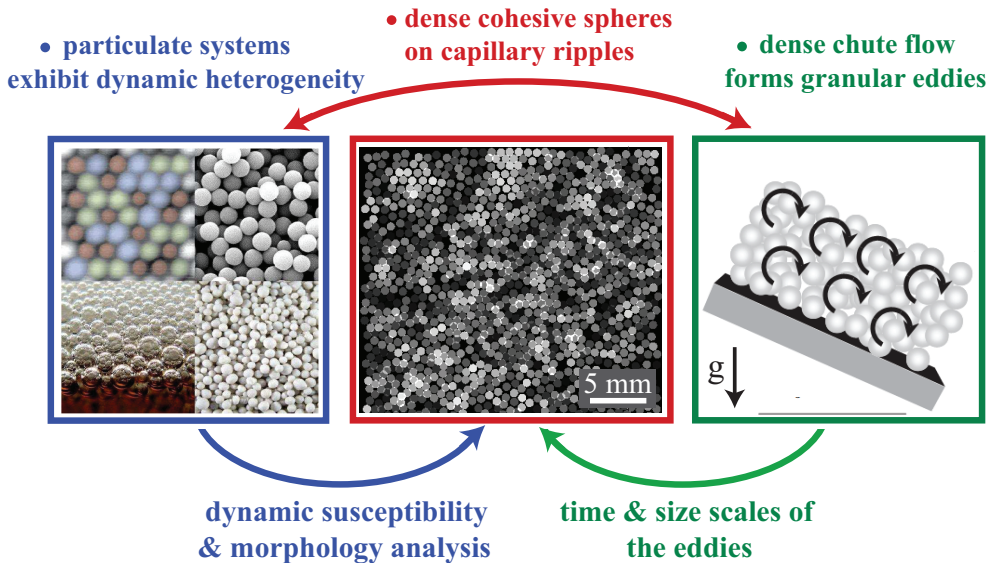 • particulate systems
exhibit dynamic heterogeneity
• dense cohesive spheres
on capillary ripples
• dense chute flow
forms granular eddies
5 mm
g
dynamic susceptibility
& morphology analysis
time & size scales of
the eddies